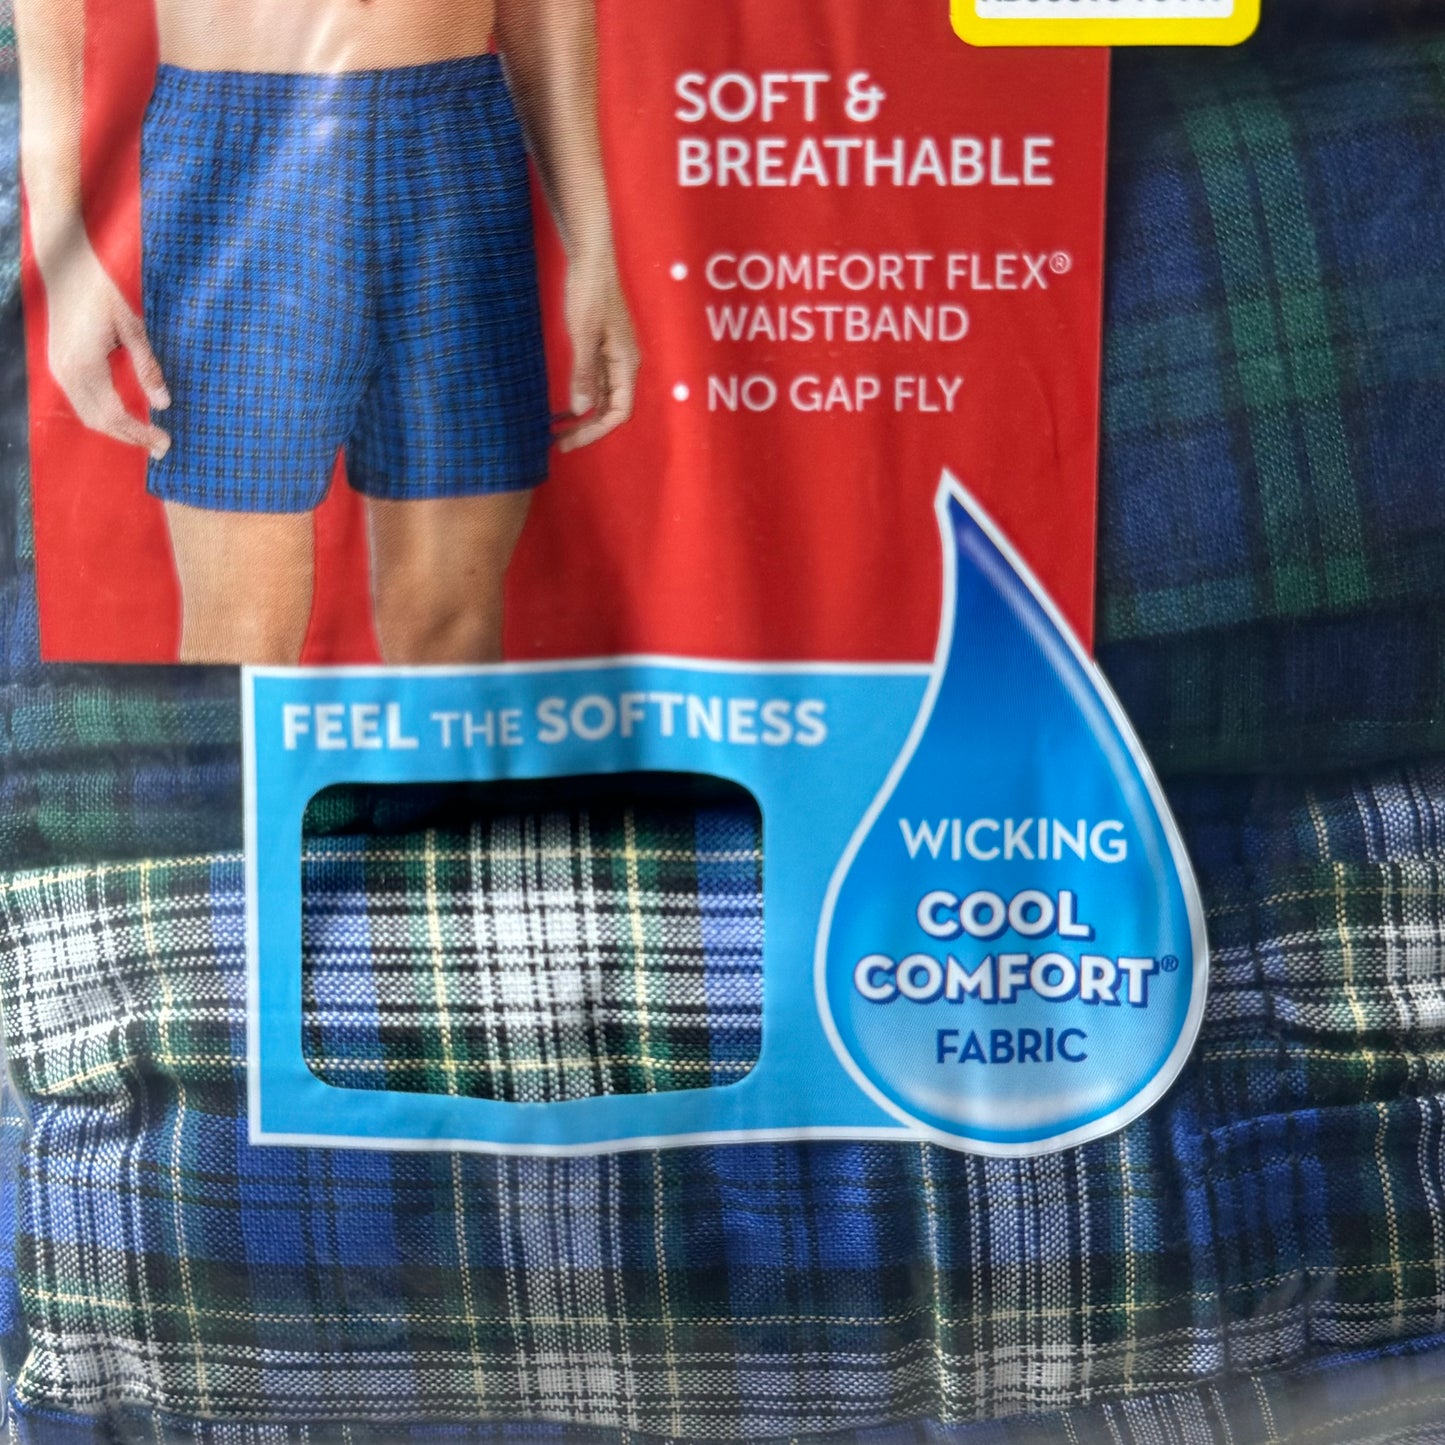 SOFT &
BREATHABLE
• COMFORT FLEX®
WAISTBAND
• NO GAP FLY
FEEL THE SOFTNESS
WICKING
COOL
COMFORT®
FABRIC